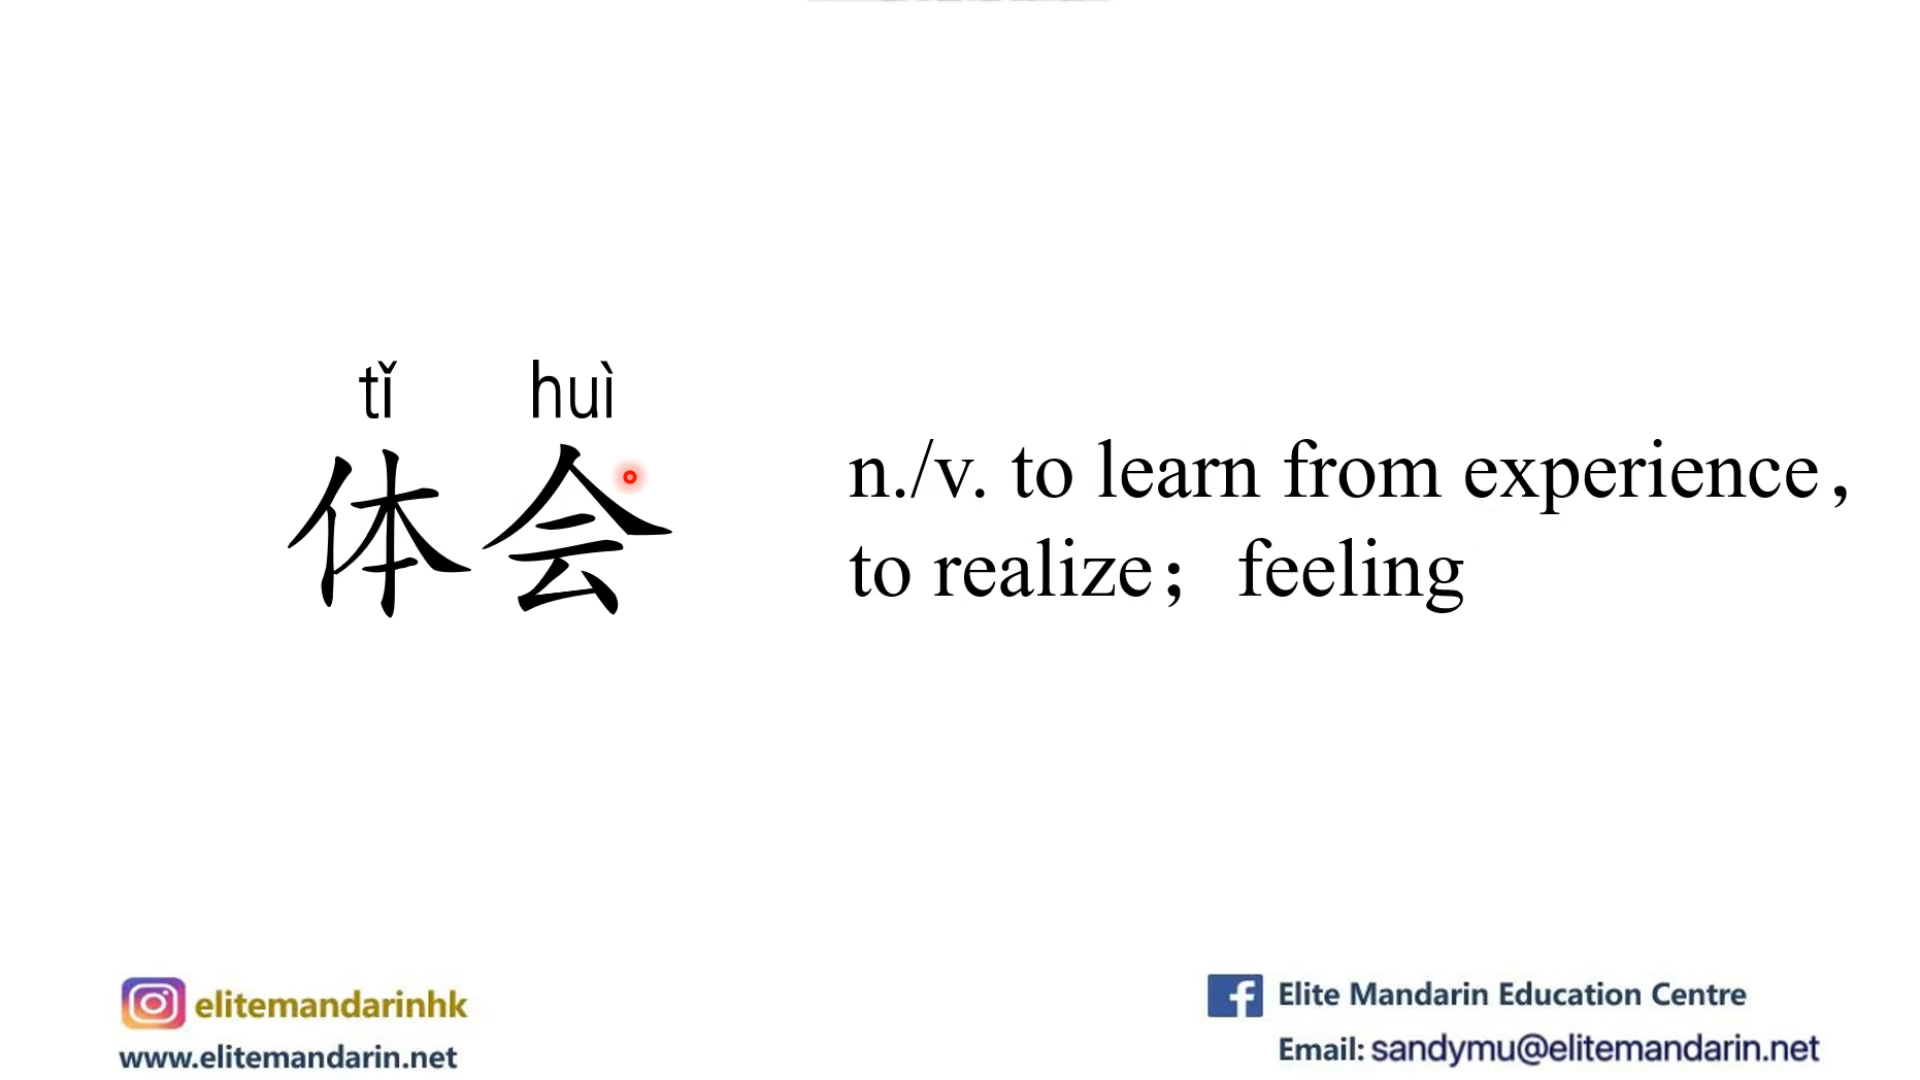 tǐ huì
体会
n./v. to learn from experience，
to realize；feeling
elitemandarinhk
www.elitemandarin.net
Elite Mandarin Education Centre
Email: sandymu@elitemandarin.net